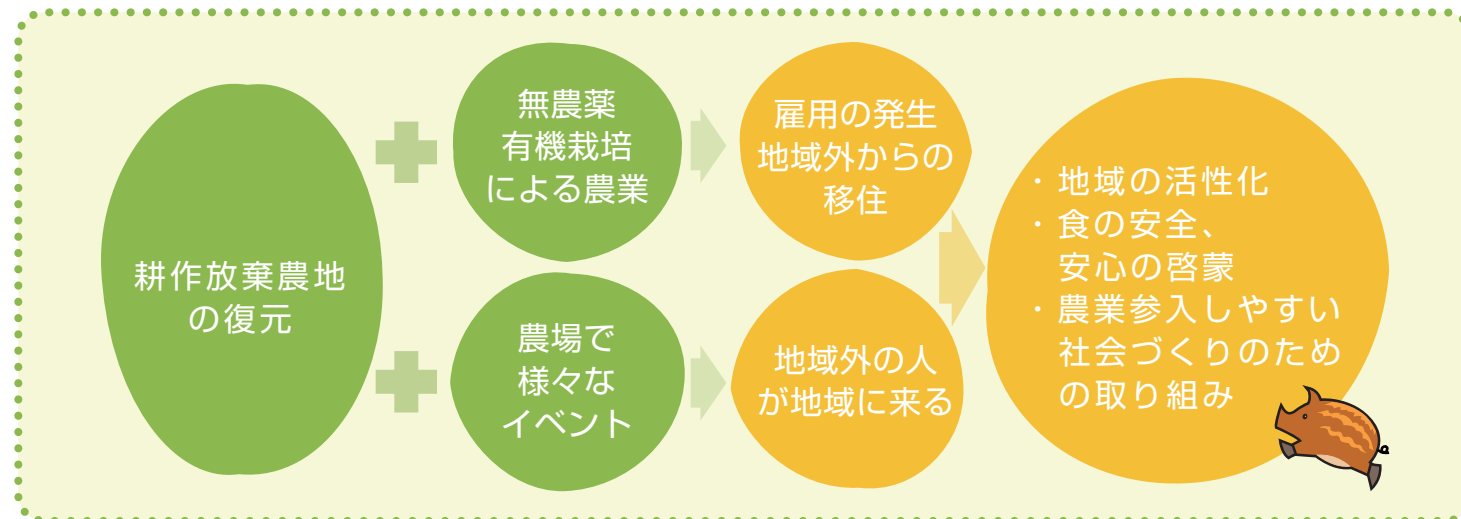 耕作放棄農地
の復元
無農薬
有機栽培
による農業
雇用の発生
地域外からの
移住
農場で
様々な
イベント
地域外の人
が地域に来る
・地域の活性化
・食の安全、
安心の啓蒙
・農業参入しやすい
社会づくりのため
の取り組み